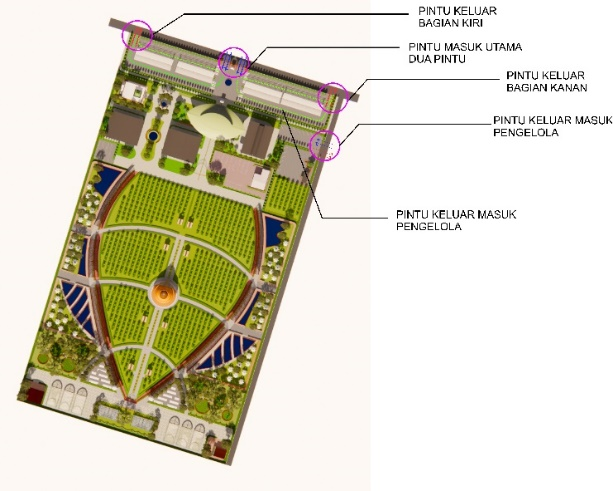 PINTU KELUAR
BAGIAN KIRI
PINTU MASUK UTAMA
DUA PINTU
PINTU KELUAR
BAGIAN KANAN
PINTU KELUAR MASUK
PENGELOLA
PINTU KELUAR MASUK
PENGELOLA